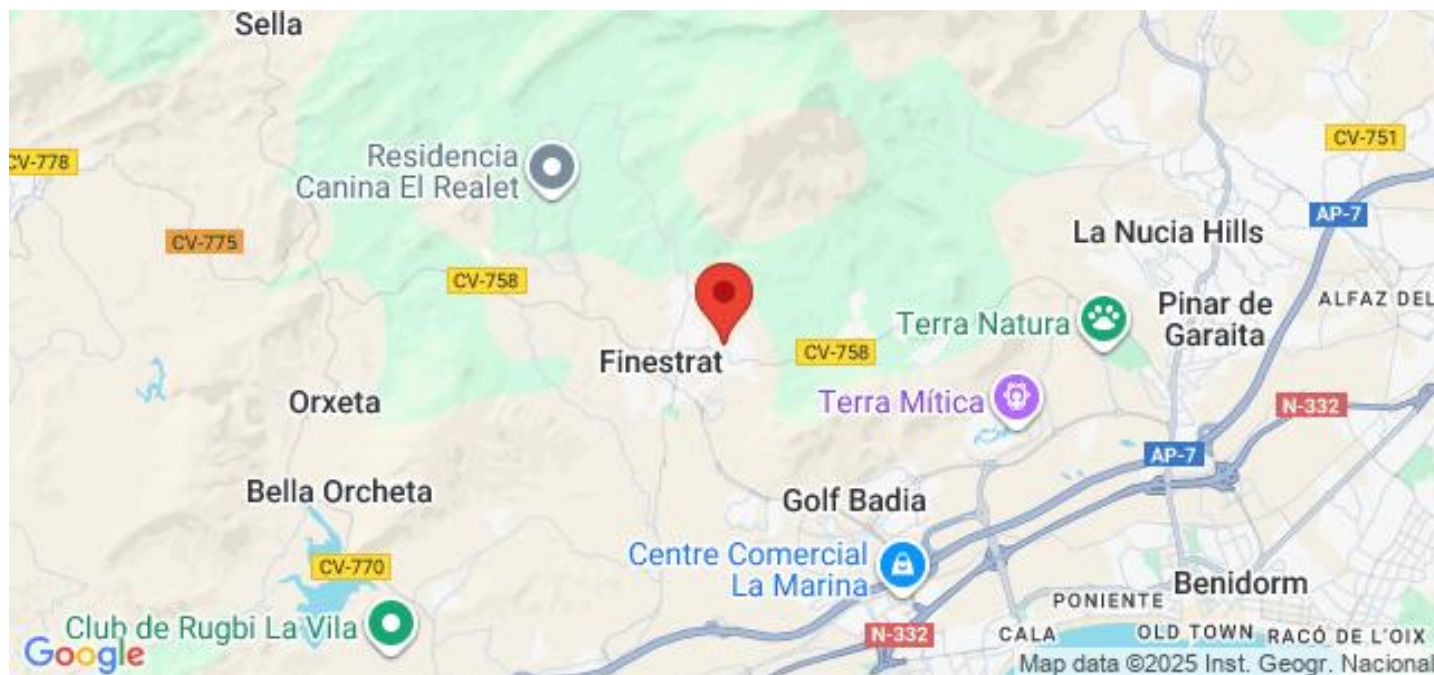 Sella
CV-778
CV-751
Residencia
Canina El Realet
AP-7
La Nucia Hills
CV-775
CV-758
Pinar de
Garaita
ALFAZ DEL
Terra Natura
CV-758
Finestrat
Orxeta
Terra Mítica
N-332
AP-7
Bella Orcheta
Golf Badia
Centre Comercial
La Marina
CV-770
Benidorm
PONIENTE
Club de Rugbi La Vila
N-332
CALA
OLD TOWN
RACÓ DE L'OIX
Google
Map data ©2025 Inst. Geogr. Nacional